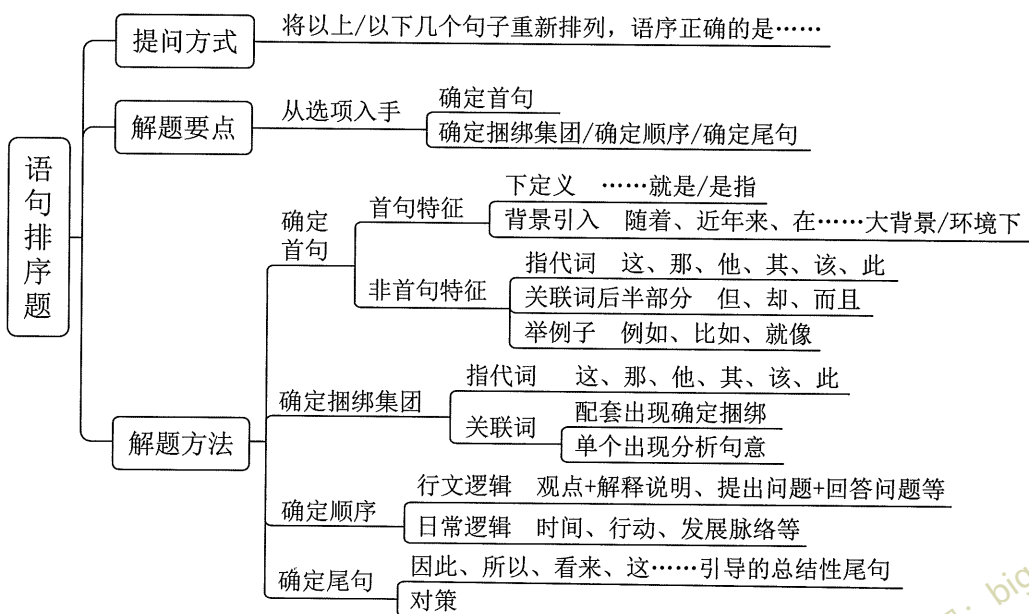 语句排序题
提问方式
将以上/以下几个句子重新排列，语序正确的是……
解题要点
从选项入手
确定首句
确定捆绑集团/确定顺序/确定尾句
解题方法
确定
首句
首句特征
下定义 ……就是/是指
背景引入 随着、近年来、在……大背景/环境下
非首句特征
指代词 这、那、他、其、该、此
关联词后半部分 但、却、而且
举例子 例如、比如、就像
确定捆绑集团
指代词 这、那、他、其、该、此
关联词
配套出现确定捆绑
单个出现分析句意
确定顺序
行文逻辑 观点+解释说明、提出问题+回答问题等
日常逻辑 时间、行动、发展脉络等
确定尾句
因此、所以、看来、这……引导的总结性尾句
对策
: big